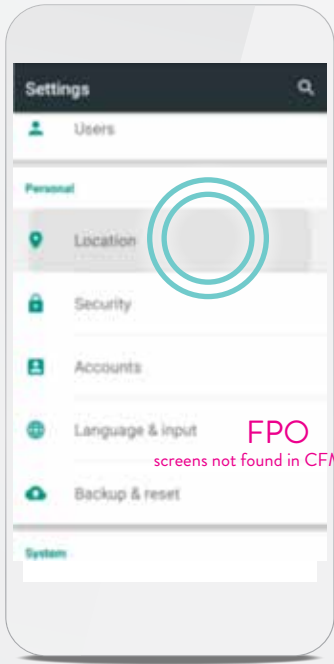 Settings
Users
Personal
Location
Security
Accounts
Language & input
FPO
screens not found in CFM
Backup & reset
System